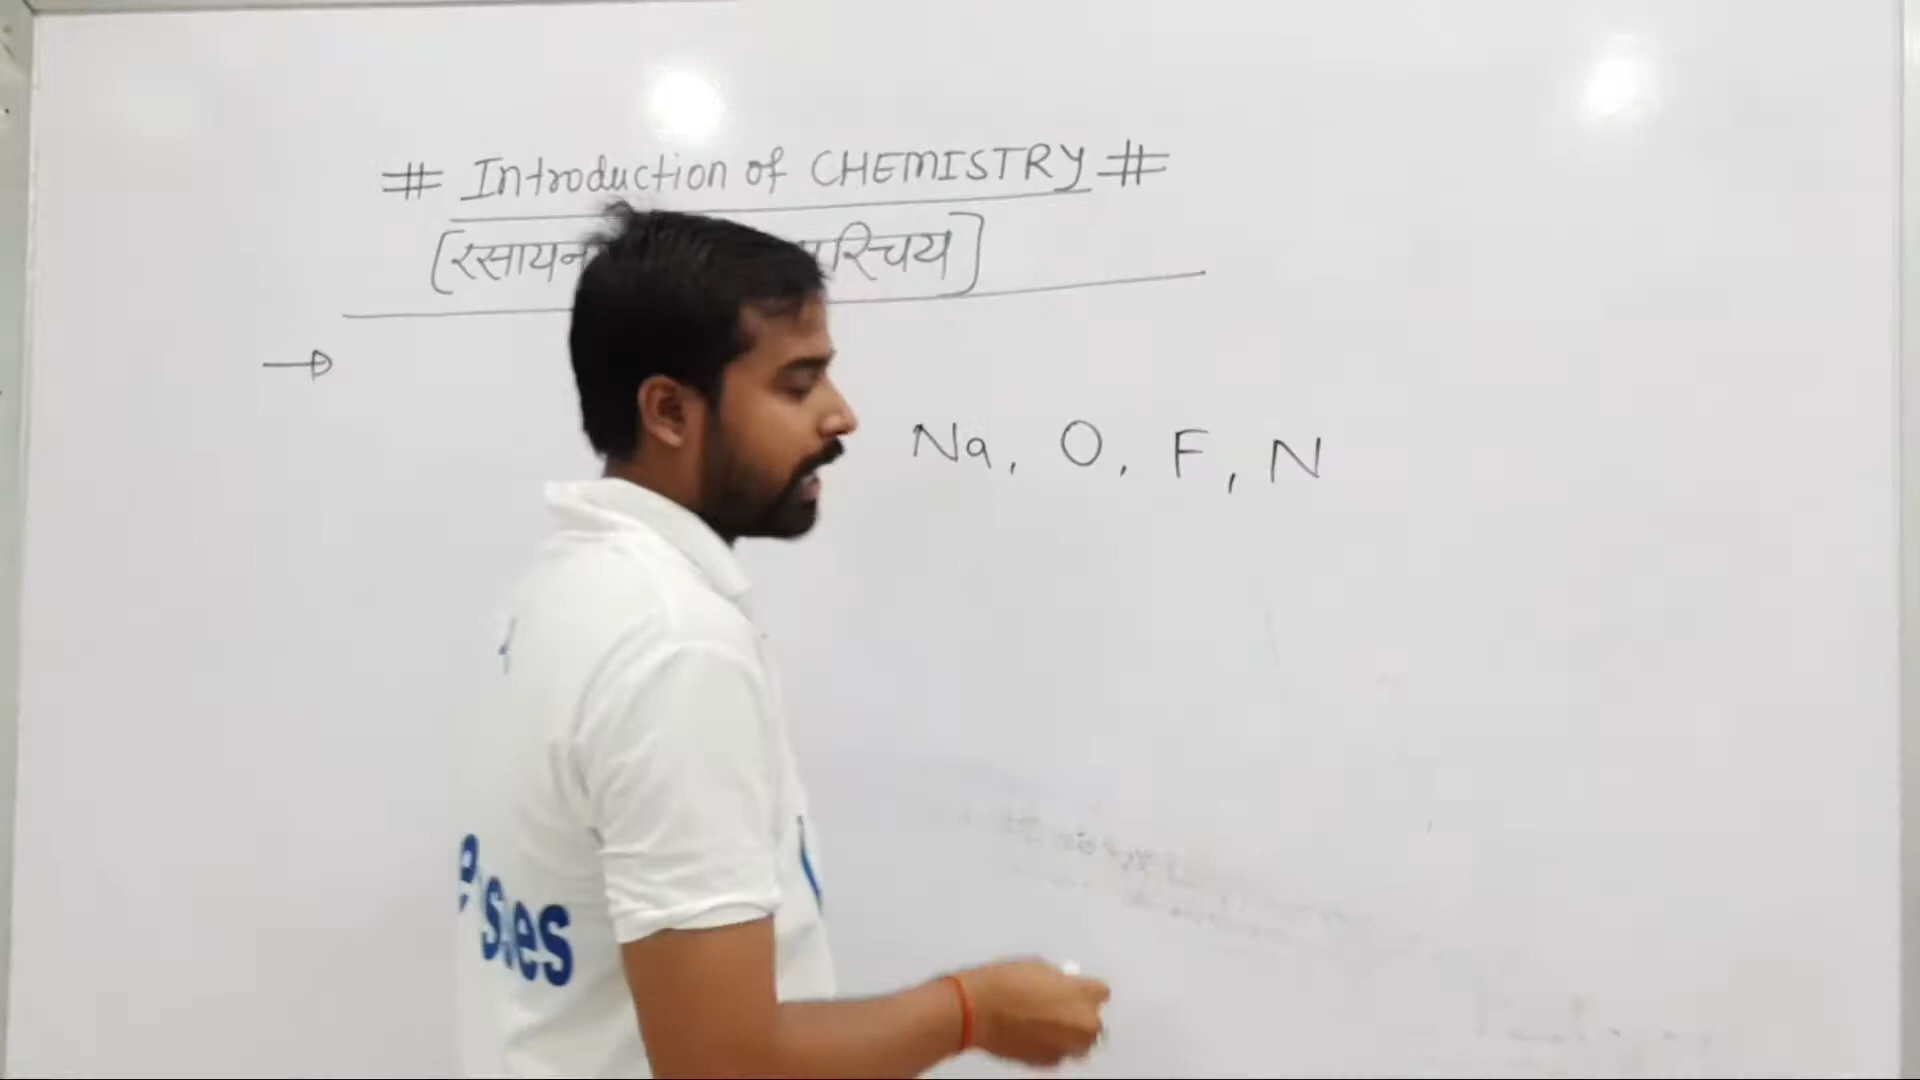 # Introduction of CHEMISTRY #
[रसायन परिचय]
→
Na, O, F, N